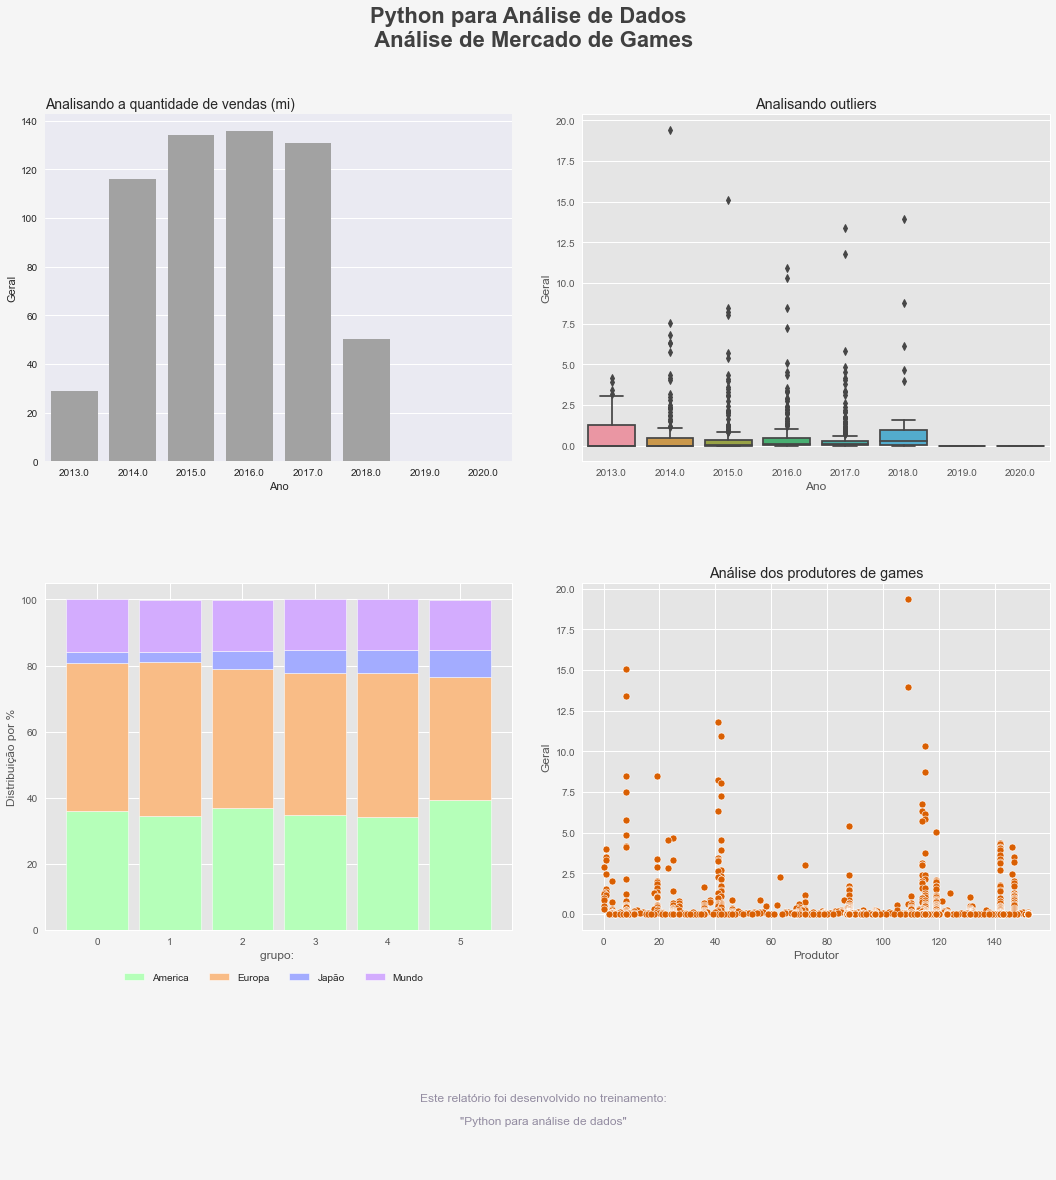 Python para Análise de Dados
Análise de Mercado de Games
Analisando a quantidade de vendas (mi)
140
120
100
80
60
40
20
0
Geral
2013.0 2014.0 2015.0 2016.0 2017.0 2018.0 2019.0 2020.0
Ano
Analisando outliers
20.0
17.5
15.0
12.5
10.0
7.5
5.0
2.5
0.0
Geral
2013.0 2014.0 2015.0 2016.0 2017.0 2018.0 2019.0 2020.0
Ano
100
80
60
40
20
0
Distribuição por %
0 1 2 3 4 5
grupo:
America Europa Japão Mundo
Análise dos produtores de games
20.0
17.5
15.0
12.5
10.0
7.5
5.0
2.5
0.0
Geral
0 20 40 60 80 100 120 140
Produtor
Este relatório foi desenvolvido no treinamento:
"Python para análise de dados"